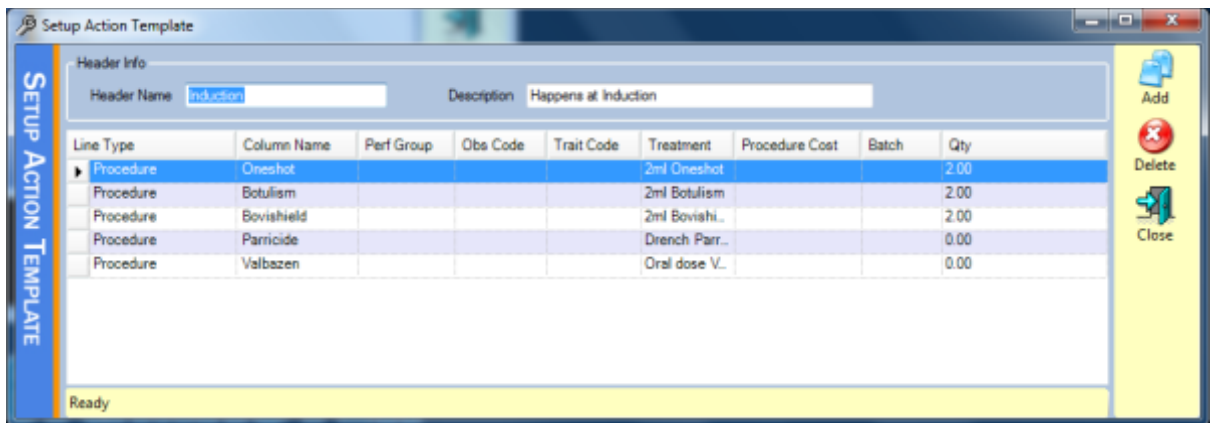 Setup Action Template
SETUP ACTION TEMPLATE
Header Info
Header Name Induction Description Happens at Induction
Line Type Column Name Perf Group Obs Code Trait Code Treatment Procedure Cost Batch Qty
Procedure Oneshot 2ml Oneshot 2.00
Procedure Botulism 2ml Botulism 2.00
Procedure Bovishield 2ml Bovishi... 2.00
Procedure Parricide Drench Parr... 0.00
Procedure Valbazen Oral dose V... 0.00
Ready
Add
Delete
Close